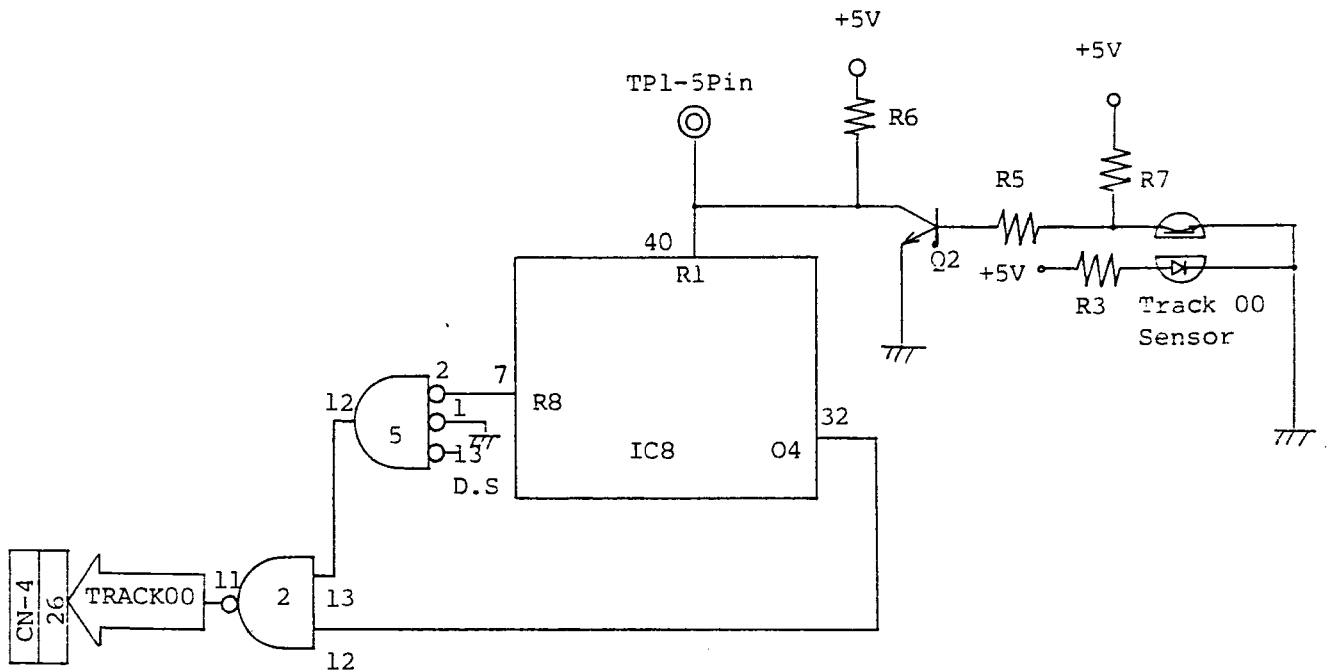 +5V
+5V
TP1-5Pin
R6
R5
R7
40
R1
Q2
+5V
R3
Track 00
Sensor
2
7
12
1
R8
32
5
13
IC8
O4
D.S
CN-4
26
TRACK00
11
2
13
12